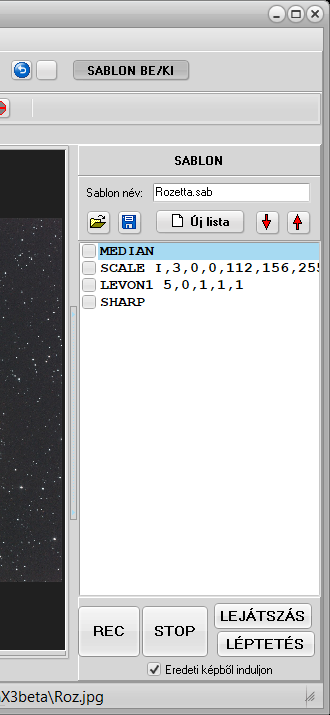 SABLON BE/KI
SABLON
Sablon név: Rozetta.sab
Új lista
MEDIAN
SCALE I,3,0,0,112,156,255
LEVON1 5,0,1,1,1
SHARP
REC
STOP
LEJÁTSZÁS
LÉPTETÉS
Eredeti képből induljon
X3beta\Roz.jpg